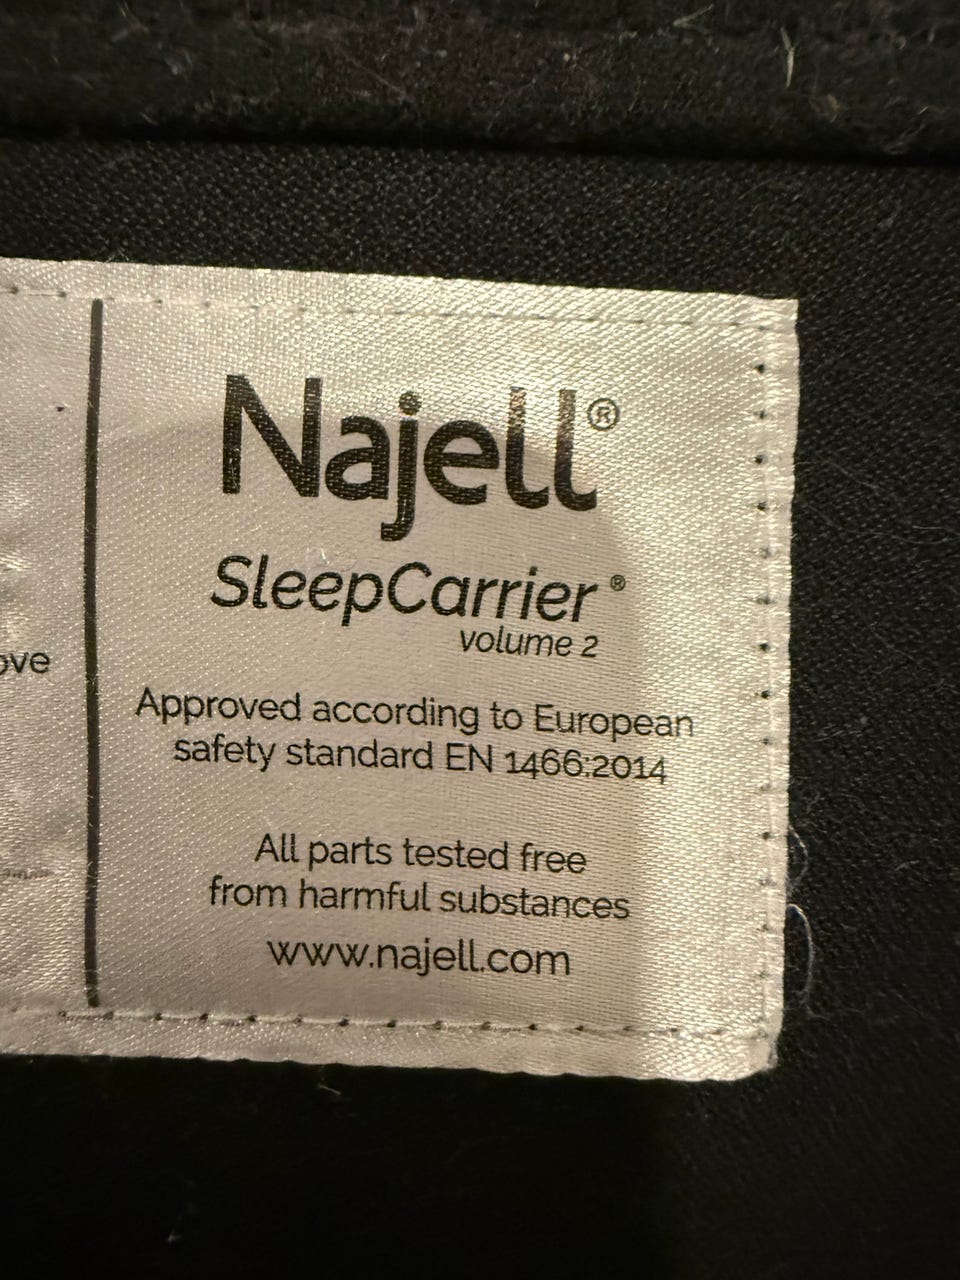 Najell®
SleepCarrier®
volume 2
Approved according to European
safety standard EN 1466:2014
All parts tested free
from harmful substances
www.najell.com